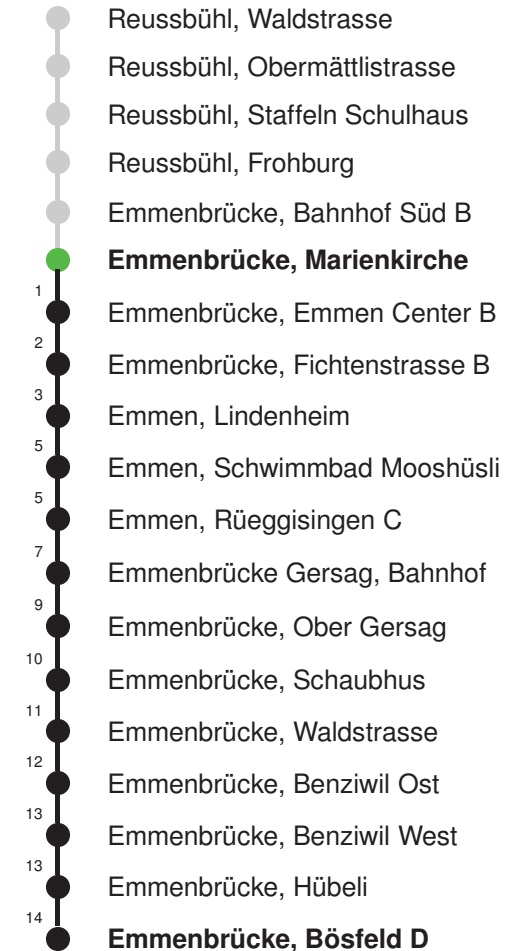 Reussbühl, Waldstrasse
Reussbühl, Obermättlistrasse
Reussbühl, Staffeln Schulhaus
Reussbühl, Frohburg
Emmenbrücke, Bahnhof Süd B
Emmenbrücke, Marienkirche
1 Emmenbrücke, Emmen Center B
2 Emmenbrücke, Fichtenstrasse B
3 Emmen, Lindenheim
5 Emmen, Schwimmbad Mooshüsli
5 Emmen, Rüeggisingen C
7 Emmenbrücke Gersag, Bahnhof
9 Emmenbrücke, Ober Gersag
10 Emmenbrücke, Schaubhus
11 Emmenbrücke, Waldstrasse
12 Emmenbrücke, Benziwil Ost
13 Emmenbrücke, Benziwil West
13 Emmenbrücke, Hübeli
14 Emmenbrücke, Bösfeld D